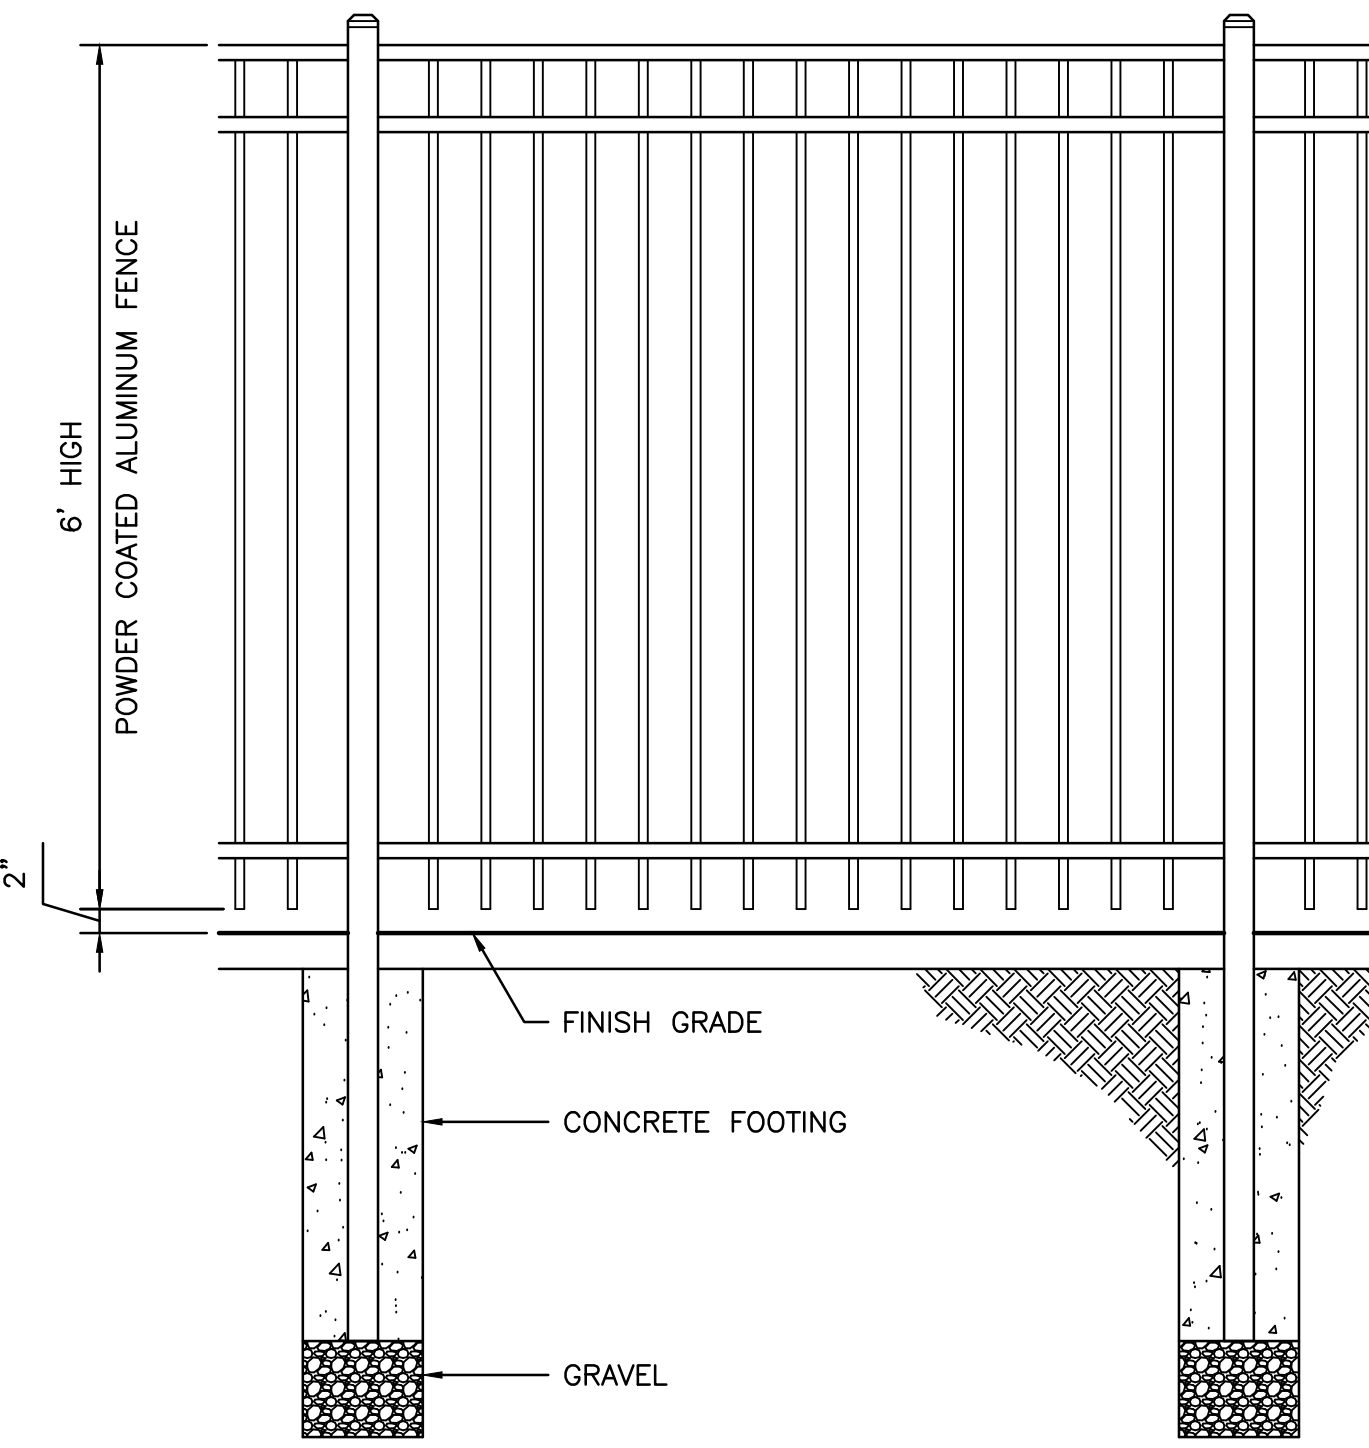 6' HIGH
POWDER COATED ALUMINUM FENCE
2"
FINISH GRADE
CONCRETE FOOTING
GRAVEL